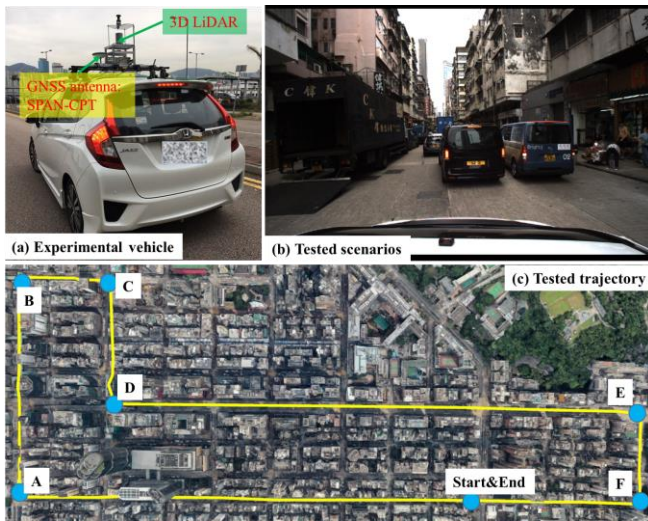 3D LiDAR
GNSS antenna:
SPAN-CPT
(a) Experimental vehicle
C K
(b) Tested scenarios
(c) Tested trajectory
B
C
D
E
A
Start&End
F